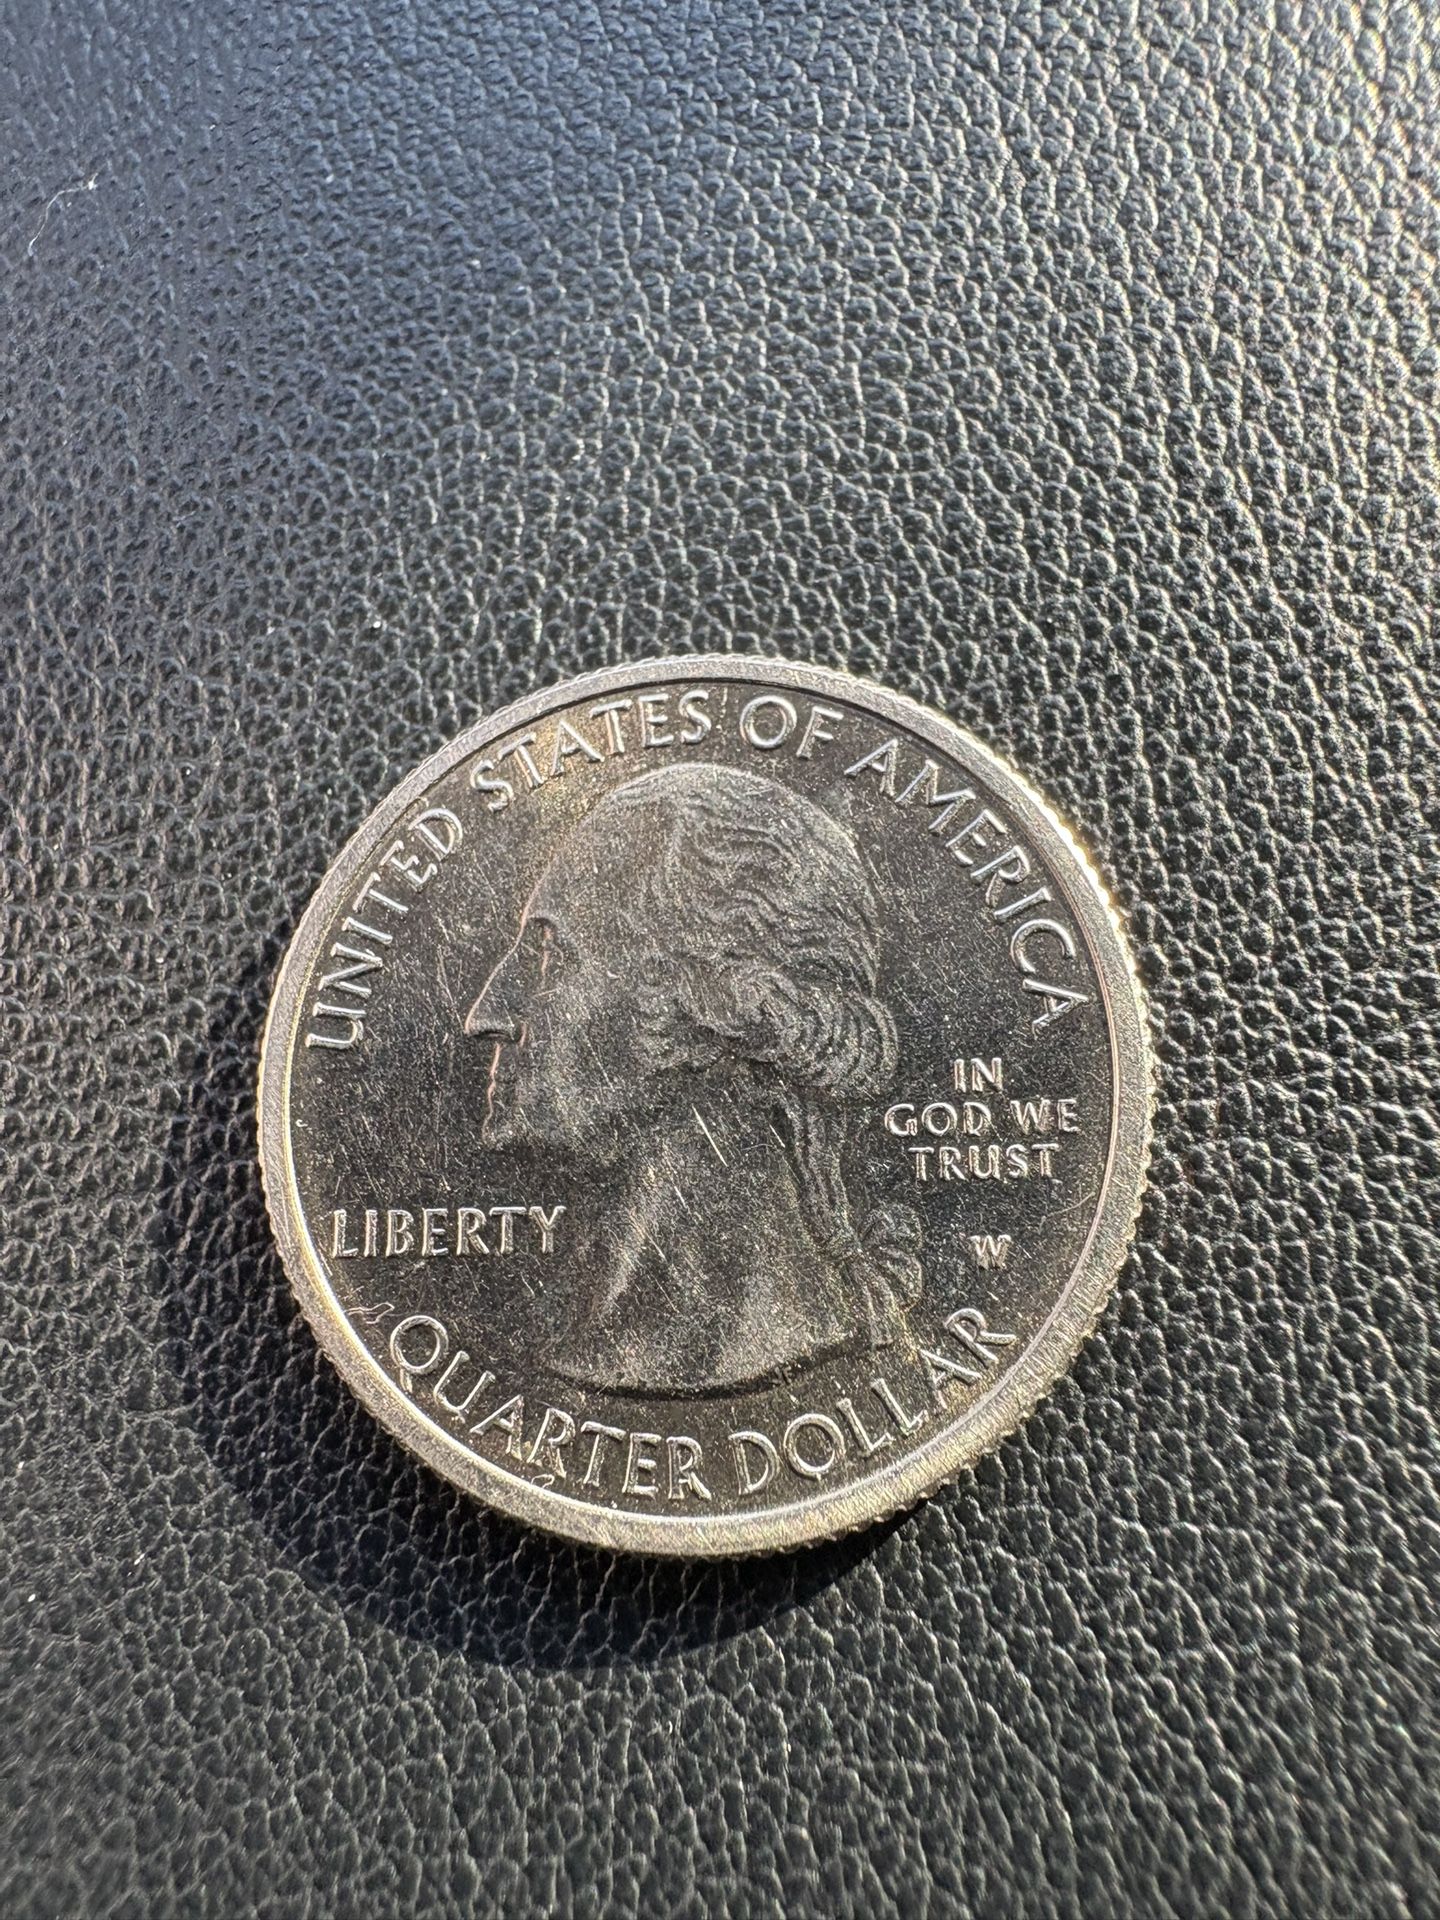 UNITED STATES OF AMERICA
IN
GOD WE
TRUST
LIBERTY
W
QUARTER DOLLAR